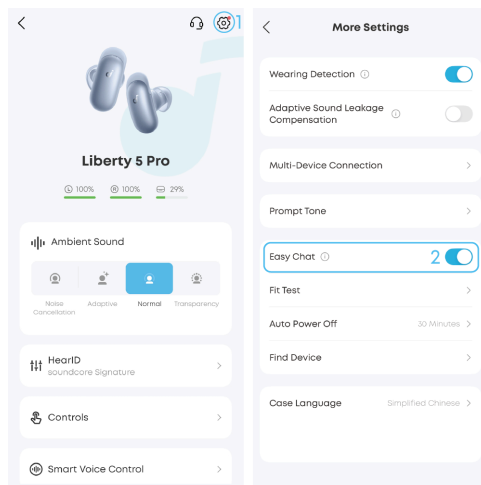 1
Liberty 5 Pro
L 100% R 100% 29%
Ambient Sound
Noise Cancellation
Adaptive
Normal
Transparency
HearID
soundcore Signature
Controls
Smart Voice Control
More Settings
Wearing Detection
Adaptive Sound Leakage
Compensation
Multi-Device Connection
Prompt Tone
Easy Chat 2
Fit Test
Auto Power Off 30 Minutes
Find Device
Case Language Simplified Chinese